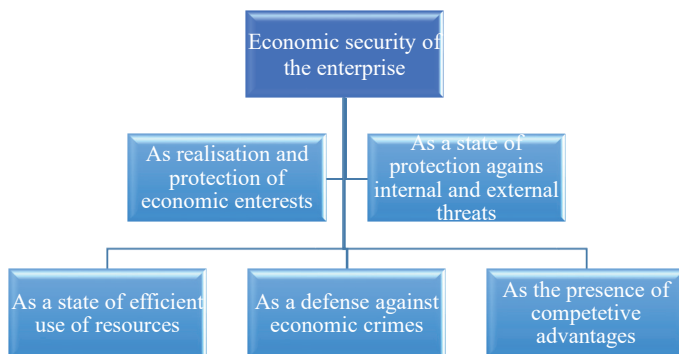 Economic security of
the enterprise
As realisation and
protection of
economic enterests
As a state of
protection agains
internal and external
threats
As a state of efficient
use of resources
As a defense against
economic crimes
As the presence of
competetive
advantages